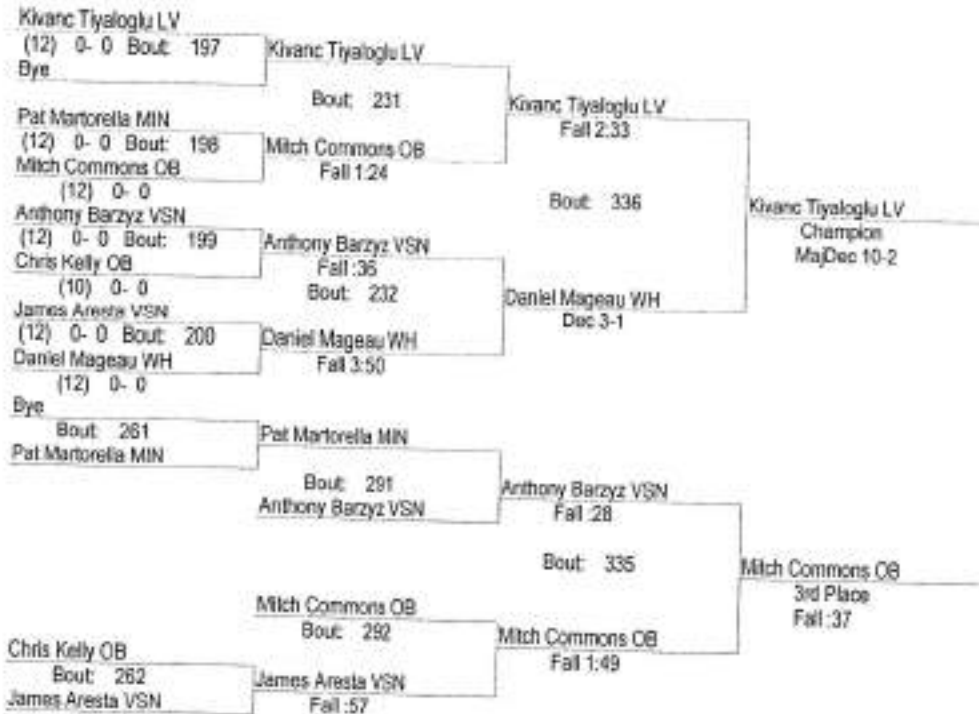 Kivanc Tiyaloglu LV
(12) 0- 0 Bout: 197
Bye
Kivanc Tiyaloglu LV
Bout: 231
Pat Martorella MIN
(12) 0- 0 Bout: 198
Mitch Commons OB
(12) 0- 0
Mitch Commons OB
Fall 1:24
Kivanc Tiyaloglu LV
Fall 2:33
Anthony Barzyz VSN
(12) 0- 0 Bout: 199
Chris Kelly OB
(10) 0- 0
Anthony Barzyz VSN
Fall :36
Bout: 232
James Aresta VSN
(12) 0- 0 Bout: 200
Daniel Mageau WH
(12) 0- 0
Daniel Mageau WH
Fall 3:50
Daniel Mageau WH
Dec 3-1
Bout: 336
Kivanc Tiyaloglu LV
Champion
MajDec 10-2
Bye
Bout: 261
Pat Martorella MIN
Pat Martorella MIN
Bout: 291
Anthony Barzyz VSN
Anthony Barzyz VSN
Fall :28
Bout: 335
Mitch Commons OB
Bout: 292
Chris Kelly OB
Bout: 262
James Aresta VSN
James Aresta VSN
Fall :57
Mitch Commons OB
Fall 1:49
Mitch Commons OB
3rd Place
Fall :37